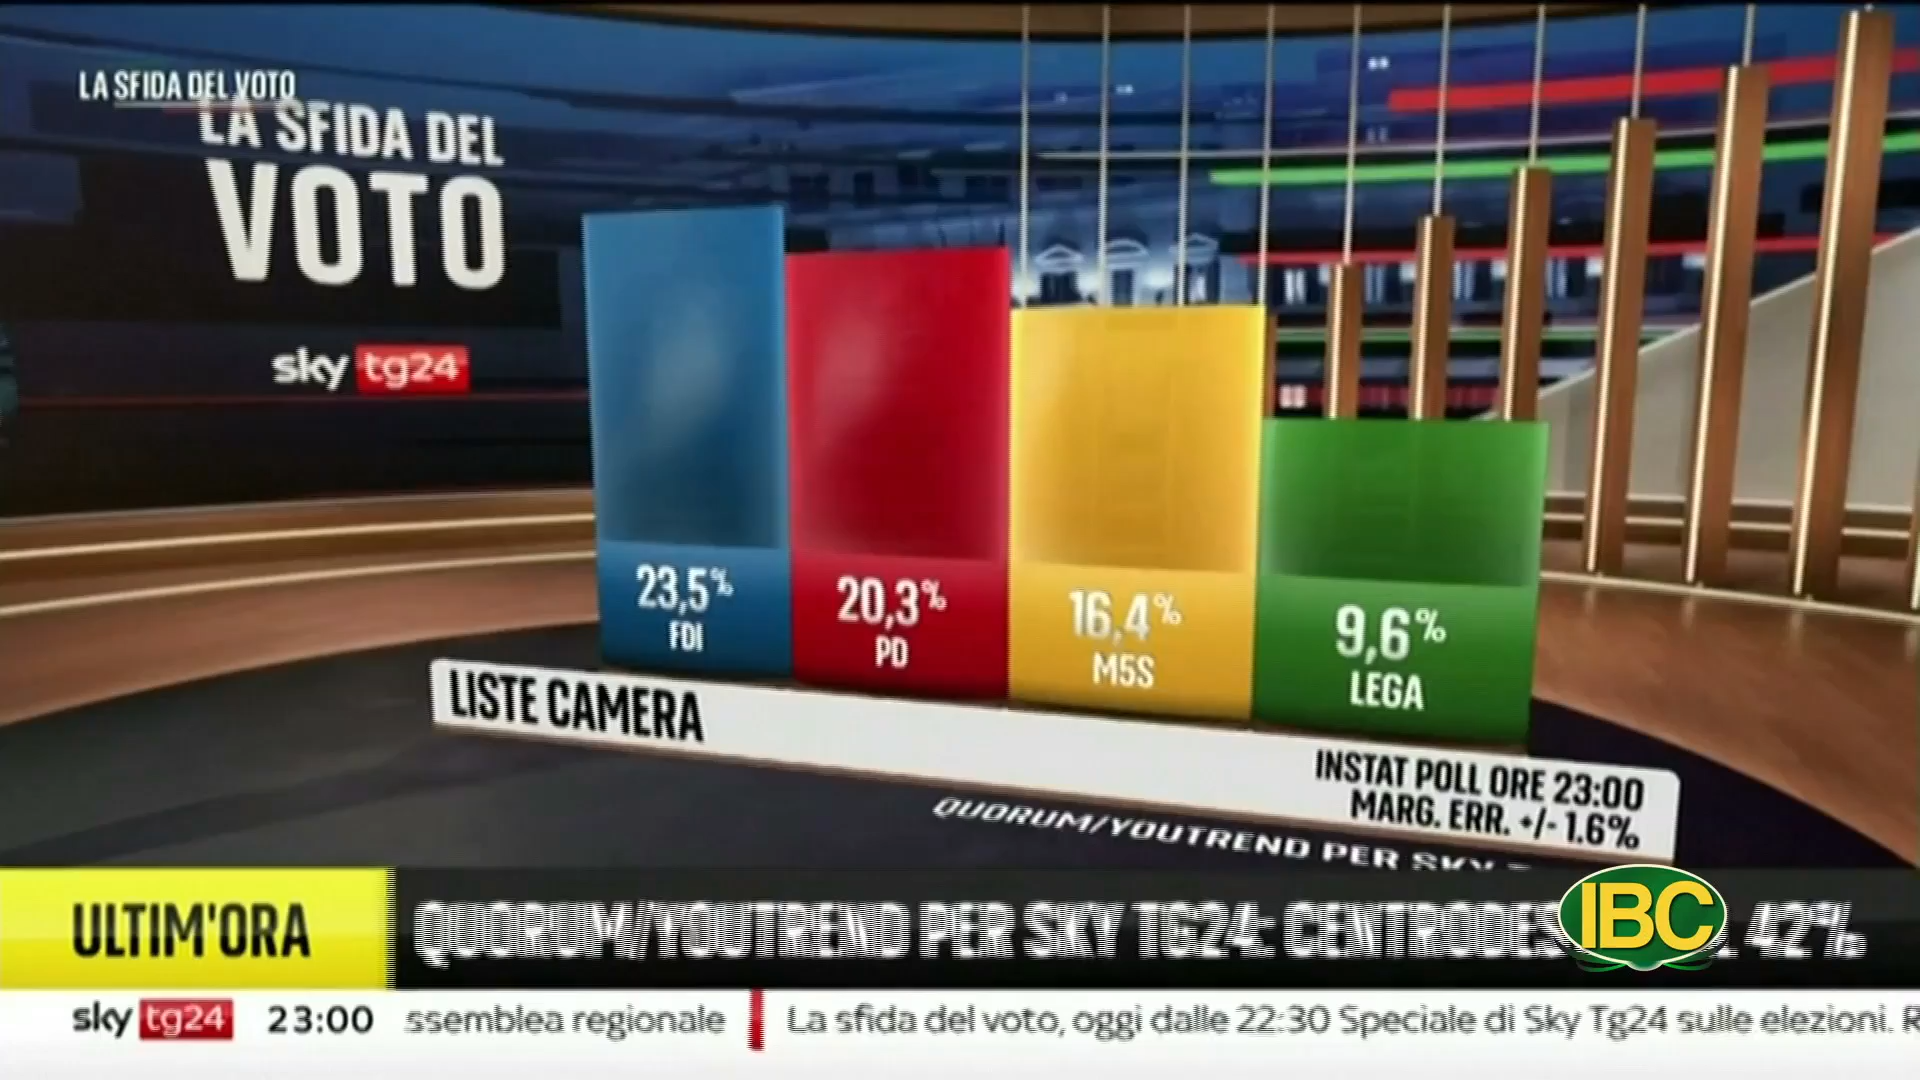 LA SFIDA DEL VOTO
LA SFIDA DEL
VOTO
sky tg24
23,5%
FDI
20,3%
PD
16,4%
M5S
9,6%
LEGA
LISTE CAMERA
INSTAT POLL ORE 23:00
MARG. ERR. +/- 1.6%
QUORUM/YOUTREND PER SKY
ULTIM'ORA
QUORUM/YOUTREND PER SKY TG24: CENTRODES 42%
IBC
sky tg24 23:00 ssemblea regionale La sfida del voto, oggi dalle 22:30 Speciale di Sky Tg24 sulle elezioni. R